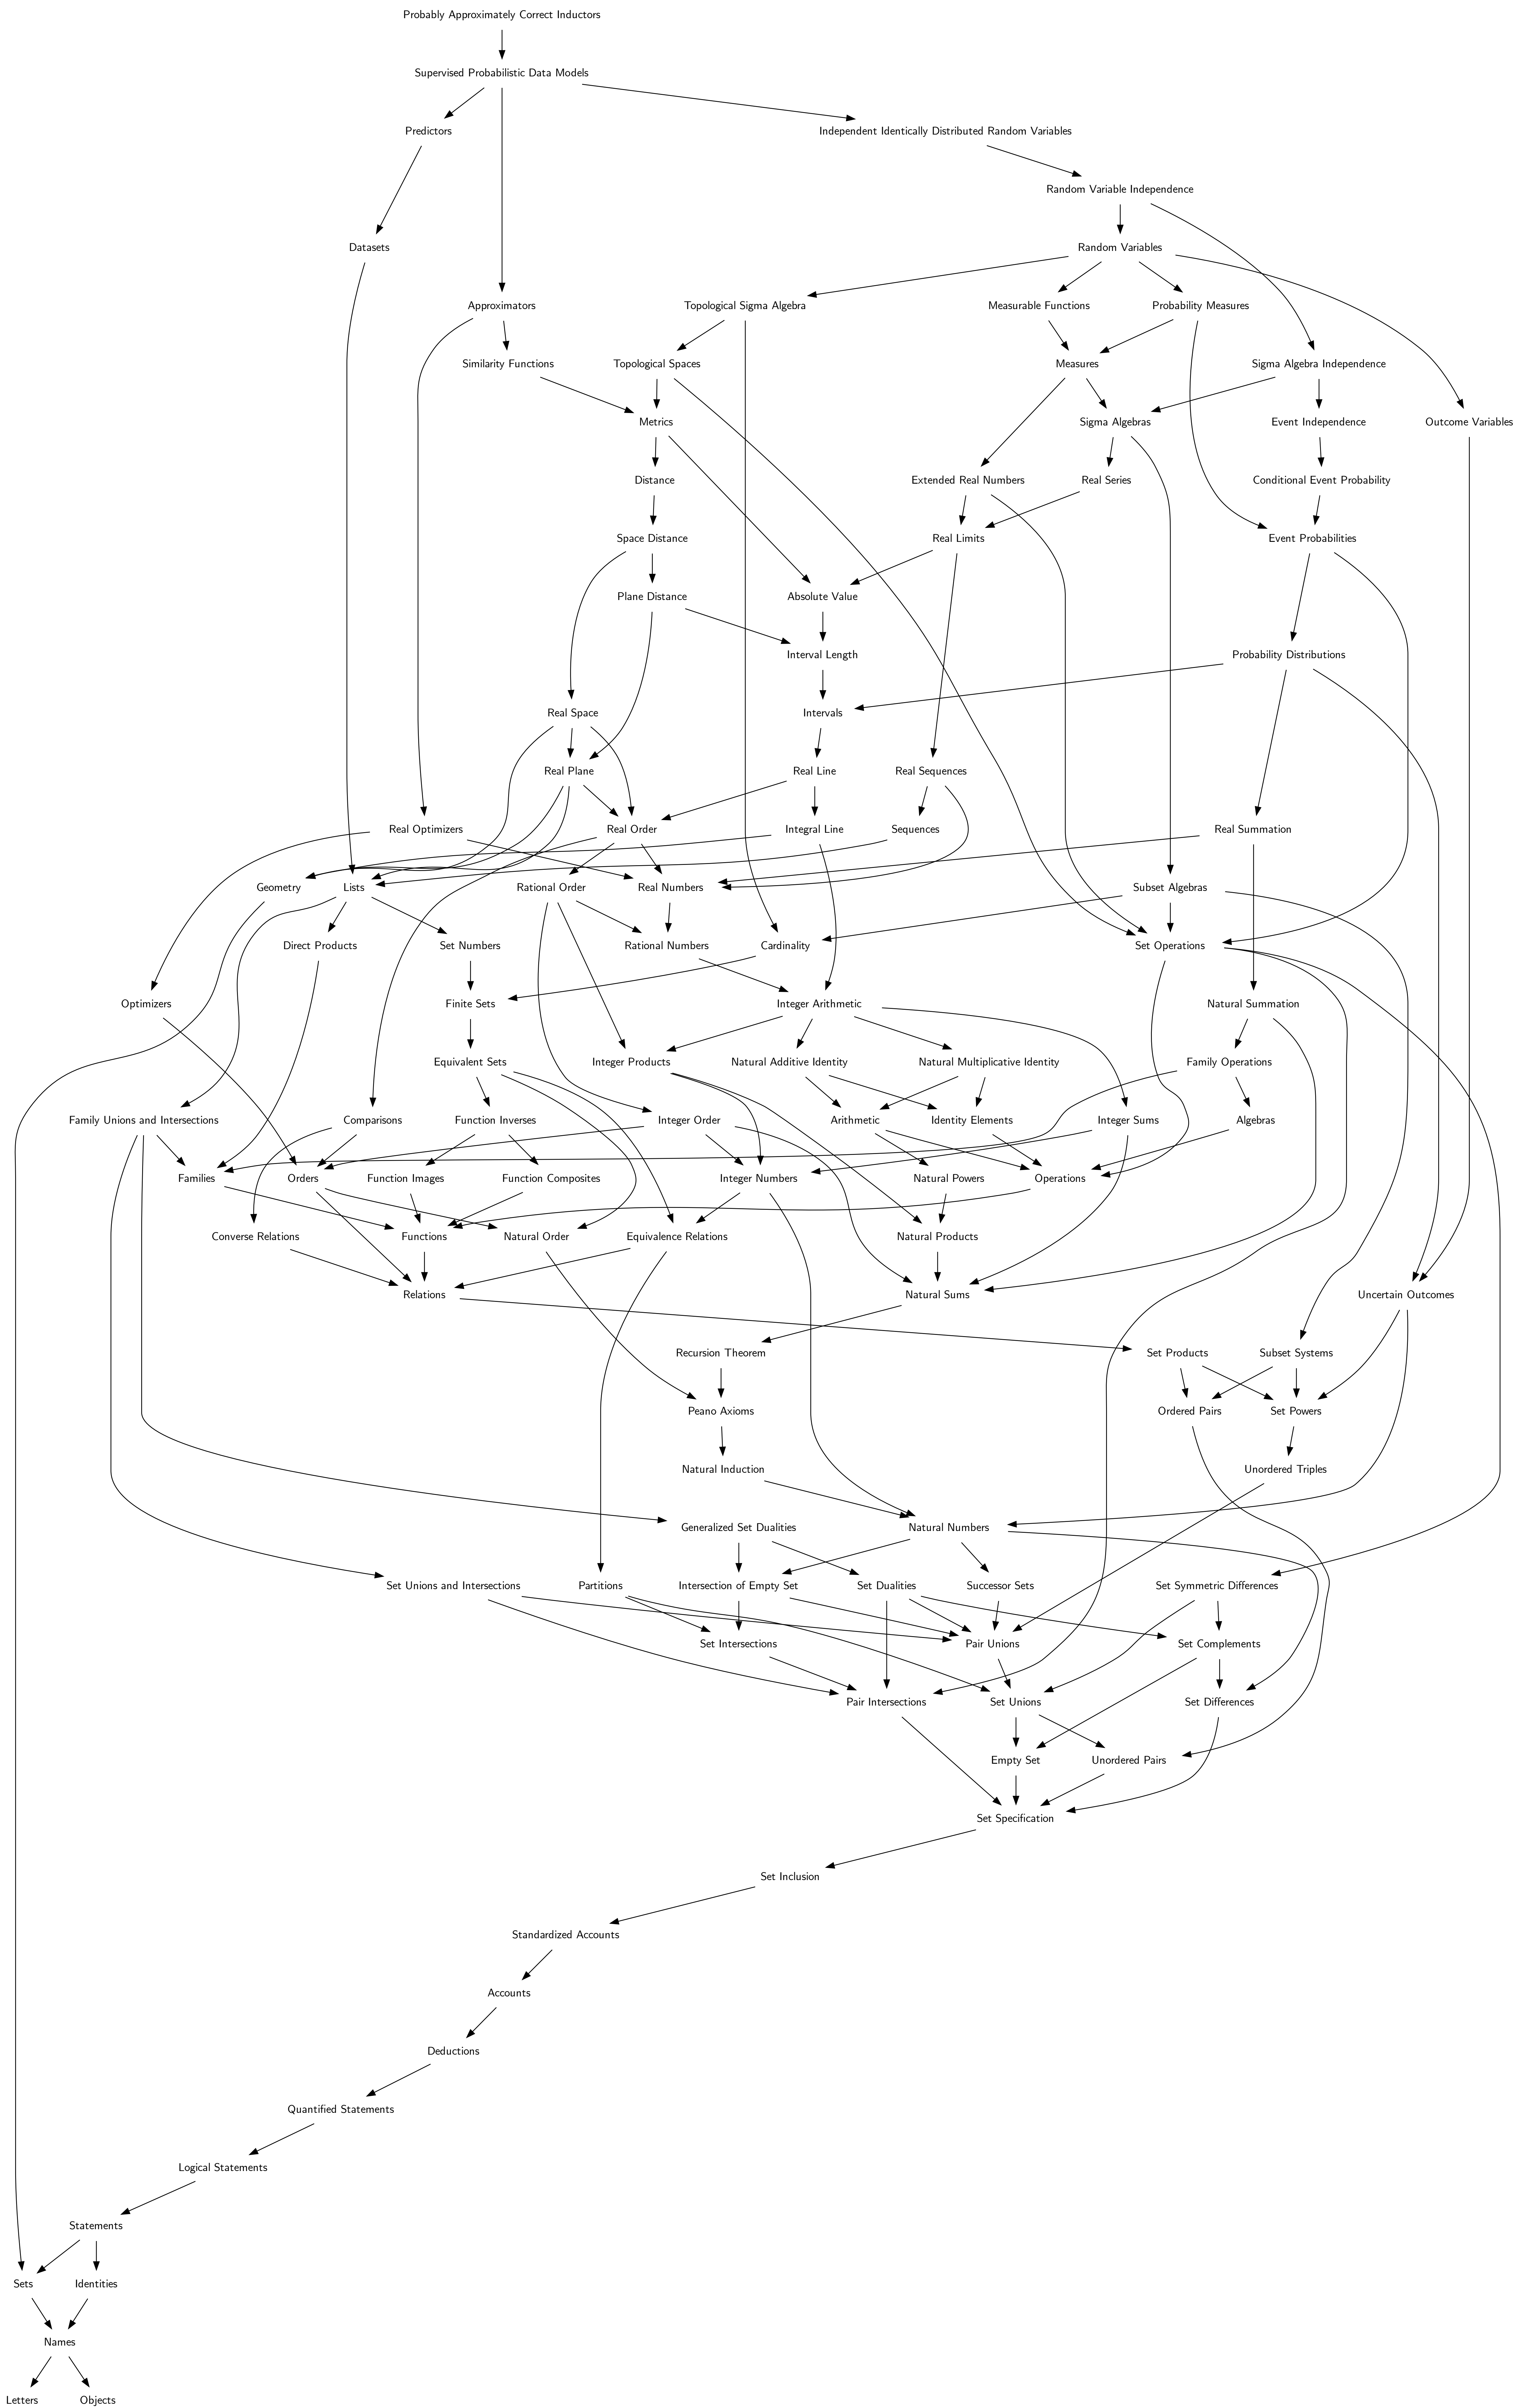 Probably Approximately Correct Inductors
Supervised Probabilistic Data Models
Predictors
Independent Identically Distributed Random Variables
Random Variable Independence
Datasets
Random Variables
Approximators
Topological Sigma Algebra
Measurable Functions
Probability Measures
Similarity Functions
Topological Spaces
Measures
Sigma Algebra Independence
Metrics
Sigma Algebras
Event Independence
Outcome Variables
Distance
Extended Real Numbers
Real Series
Conditional Event Probability
Space Distance
Real Limits
Event Probabilities
Plane Distance
Absolute Value
Interval Length
Probability Distributions
Real Space
Intervals
Real Plane
Real Line
Real Sequences
Real Optimizers
Real Order
Integral Line
Sequences
Real Summation
Geometry
Lists
Rational Order
Real Numbers
Subset Algebras
Direct Products
Set Numbers
Rational Numbers
Cardinality
Set Operations
Optimizers
Finite Sets
Integer Arithmetic
Natural Summation
Equivalent Sets
Integer Products
Natural Additive Identity
Natural Multiplicative Identity
Family Operations
Family Unions and Intersections
Comparisons
Function Inverses
Integer Order
Arithmetic
Identity Elements
Integer Sums
Algebras
Families
Orders
Function Images
Function Composites
Integer Numbers
Natural Powers
Operations
Converse Relations
Functions
Natural Order
Equivalence Relations
Natural Products
Relations
Natural Sums
Uncertain Outcomes
Recursion Theorem
Set Products
Subset Systems
Peano Axioms
Ordered Pairs
Set Powers
Natural Induction
Unordered Triples
Generalized Set Dualities
Natural Numbers
Set Unions and Intersections
Partitions
Intersection of Empty Set
Set Dualities
Successor Sets
Set Symmetric Differences
Set Intersections
Pair Unions
Set Complements
Pair Intersections
Set Unions
Set Differences
Empty Set
Unordered Pairs
Set Specification
Set Inclusion
Standardized Accounts
Accounts
Deductions
Quantified Statements
Logical Statements
Statements
Sets
Identities
Names
Letters
Objects